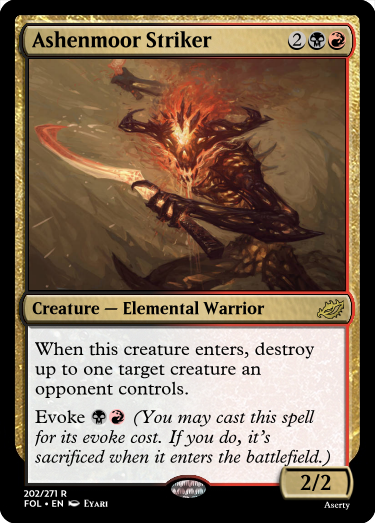 Ashenmoor Striker 2
Creature — Elemental Warrior
When this creature enters, destroy
up to one target creature an
opponent controls.
Evoke (You may cast this spell
for its evoke cost. If you do, it's
sacrificed when it enters the battlefield.)
2/2
202/271 R
FOL • EN Eyari
Aserty